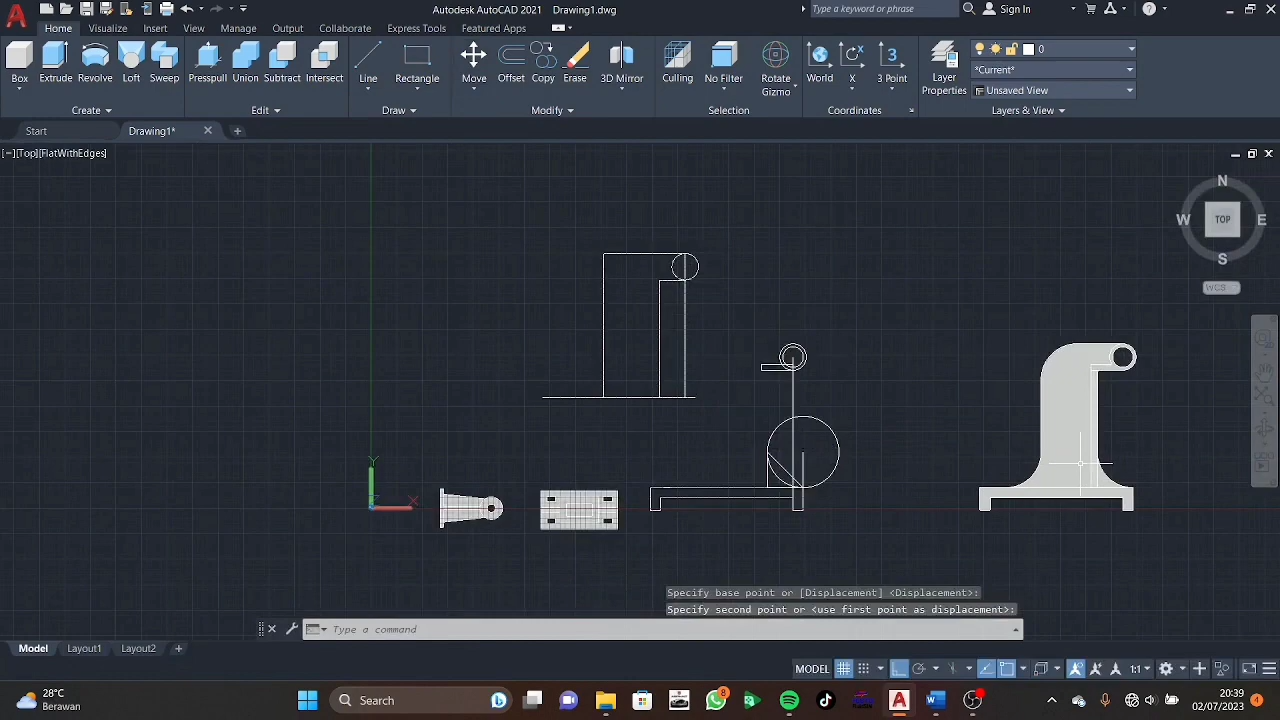 Autodesk AutoCAD 2021 Drawing1.dwg
Type a keyword or phrase
Sign In
Home Visualize Insert View Manage Output Collaborate Express Tools Featured Apps
Box Extrude Revolve Loft Sweep Presspull Union Subtract Intersect Line Rectangle Move Offset Copy Erase 3D Mirror Culling No Filter Rotate Gizmo World X 3 Point Layer Properties
0
*Current*
Unsaved View
Create Edit Draw Modify Selection Coordinates Layers & View
Start Drawing1*
[−][Top][FlatWithEdges]
N
W TOP E
S
WCS
Y
X
Specify base point or [Displacement] <Displacement>:
Specify second point or <use first point as displacement>:
Type a command
Model Layout1 Layout2
MODEL 1:1
28°C
Berawan
Search
8
20:39
02/07/2023